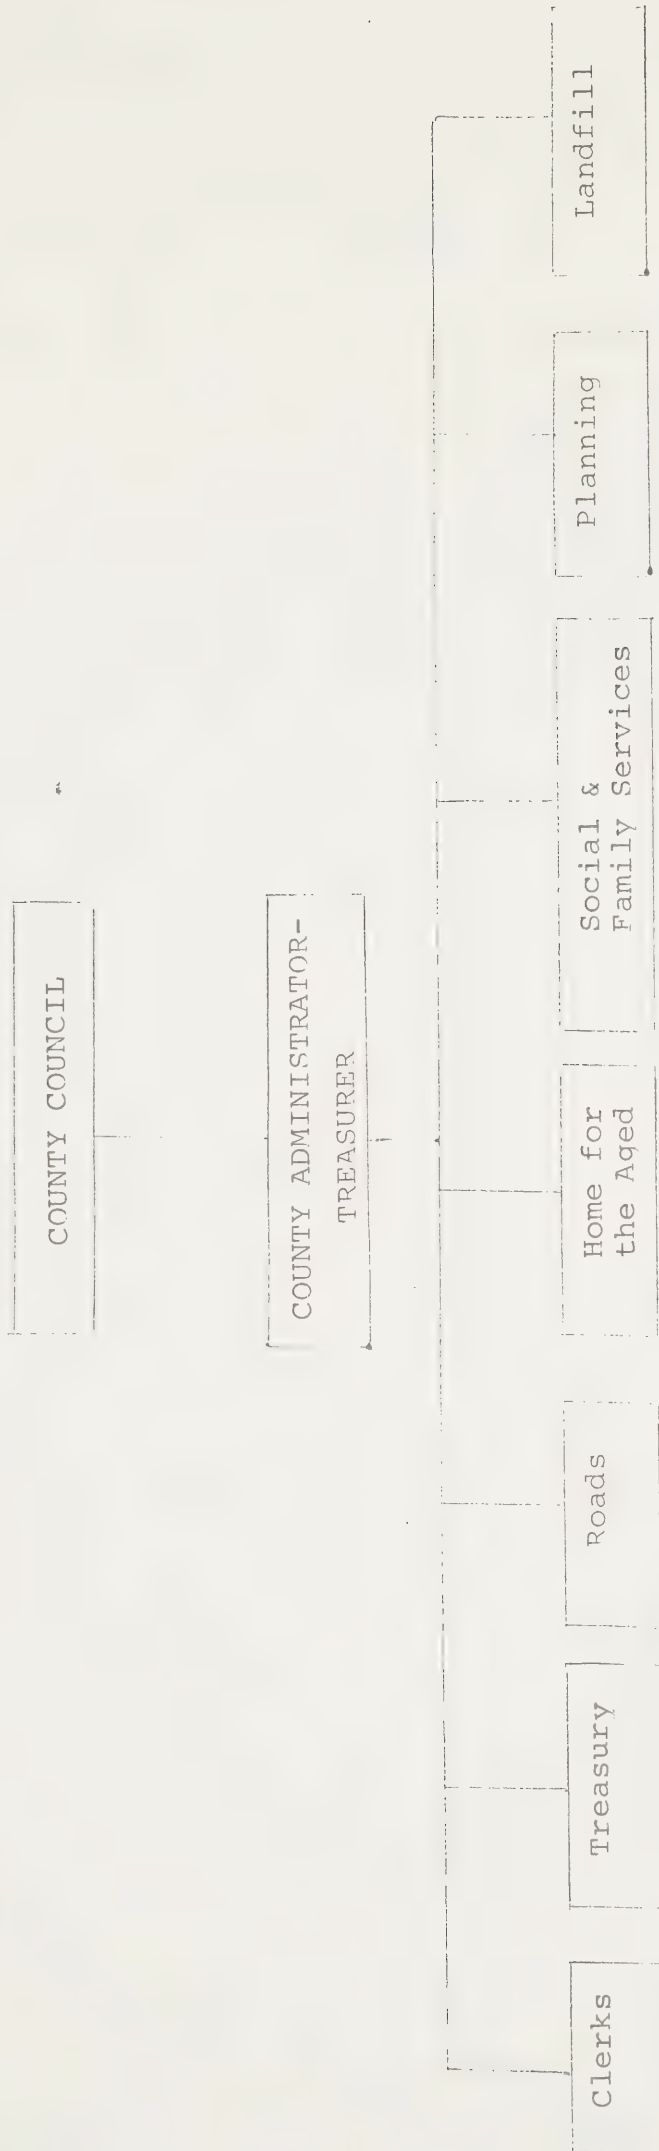 COUNTY COUNCIL
COUNTY ADMINISTRATOR-
TREASURER
Clerks
Treasury
Roads
Home for
the Aged
Social &
Family Services
Planning
Landfill